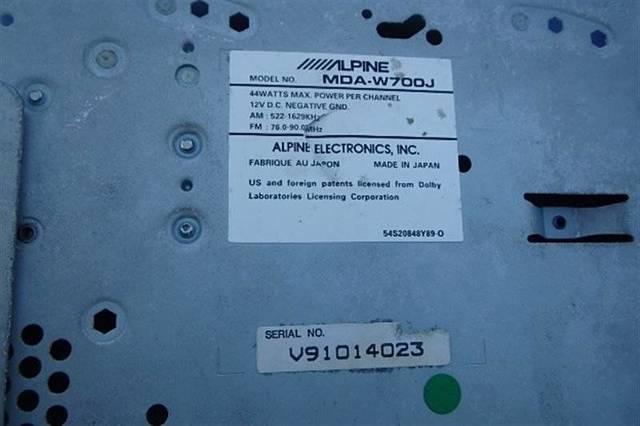 ALPINE
MODEL NO. MDA-W700J
44WATTS MAX. POWER PER CHANNEL
12V D.C. NEGATIVE GND.
AM : 522-1629KHz
FM : 76.0-90.0MHz
ALPINE ELECTRONICS, INC.
FABRIQUE AU JAPON MADE IN JAPAN
US and foreign patents licensed from Dolby
Laboratories Licensing Corporation
54S20848Y89-O
SERIAL NO.
V91014023